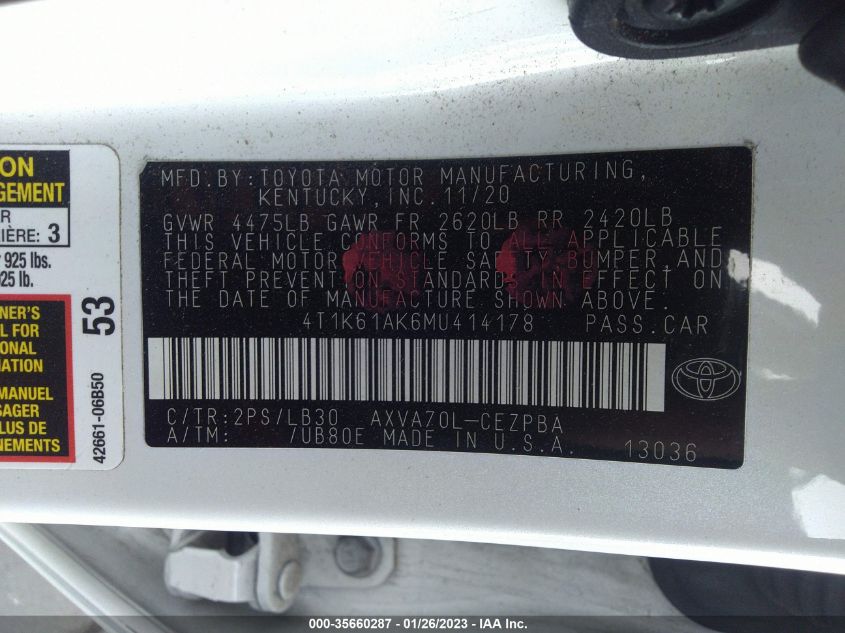 ON
GEMENT
R
IÈRE: 3
925 lbs.
925 lb.
NER'S
L FOR
ONAL
MATION
MANUEL
SAGER
LUS DE
NEMENTS
53
42661-06B50
MFD.BY:TOYOTA MOTOR MANUFACTURING,
KENTUCKY,INC.11/20
GVWR 4475LB GAWR FR 2620LB RR 2420LB
THIS VEHICLE CONFORMS TO ALL APPLICABLE
FEDERAL MOTOR VEHICLE SAFETY,BUMPER,AND
THEFT PREVENTION STANDARDS IN EFFECT ON
THE DATE OF MANUFACTURE SHOWN ABOVE.
4T1K61AK6MU414178 PASS.CAR
C/TR:2PS/LB30 AXVA70L-CEZPBA
A/TM: /UB80E MADE IN U.S.A. 13036
000-35660287 - 01/26/2023 - IAA Inc.